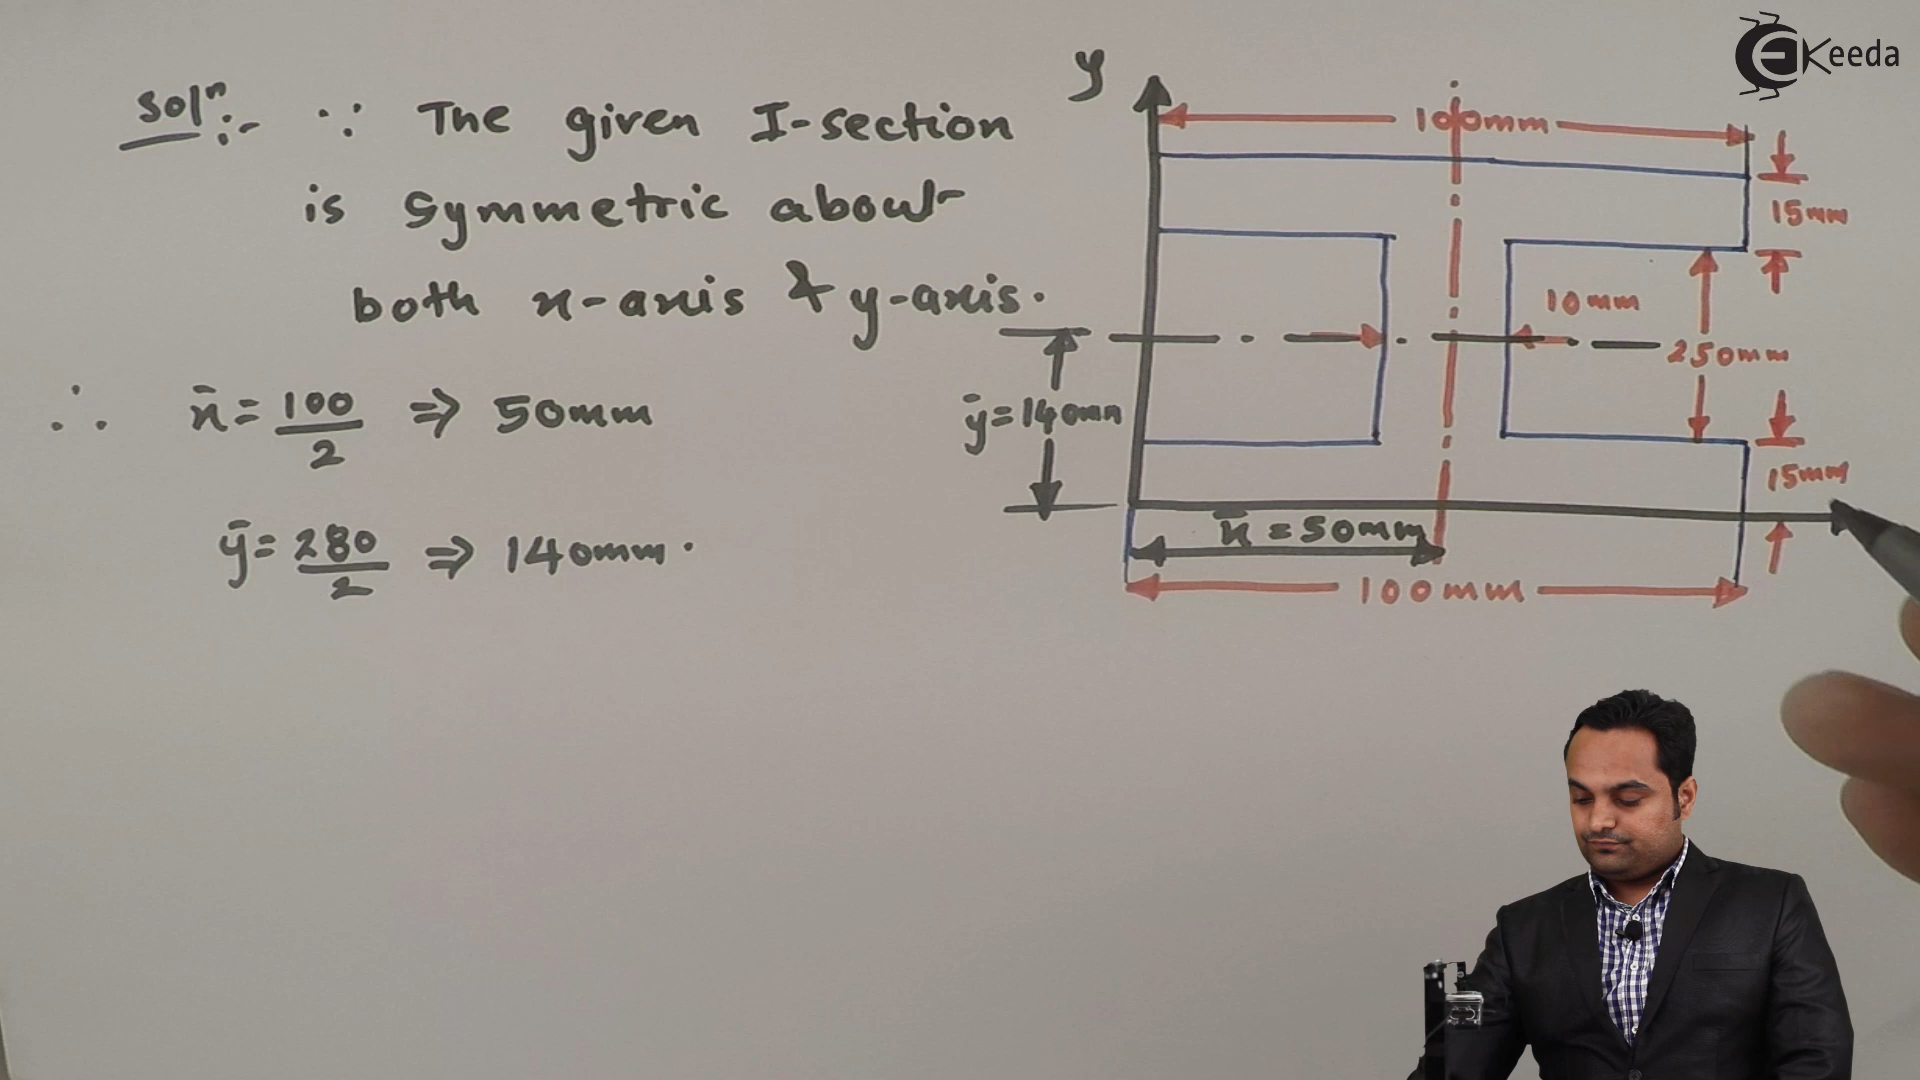 Solⁿ:- ∵ The given I-section
is symmetric about
both x-axis & y-axis.
∴ x̄ = 100/2 ⇒ 50mm
ȳ = 280/2 ⇒ 140mm.
y
100mm
15mm
10mm
250mm
ȳ=140mm
15mm
x̄ = 50mm
100mm
EKeeda